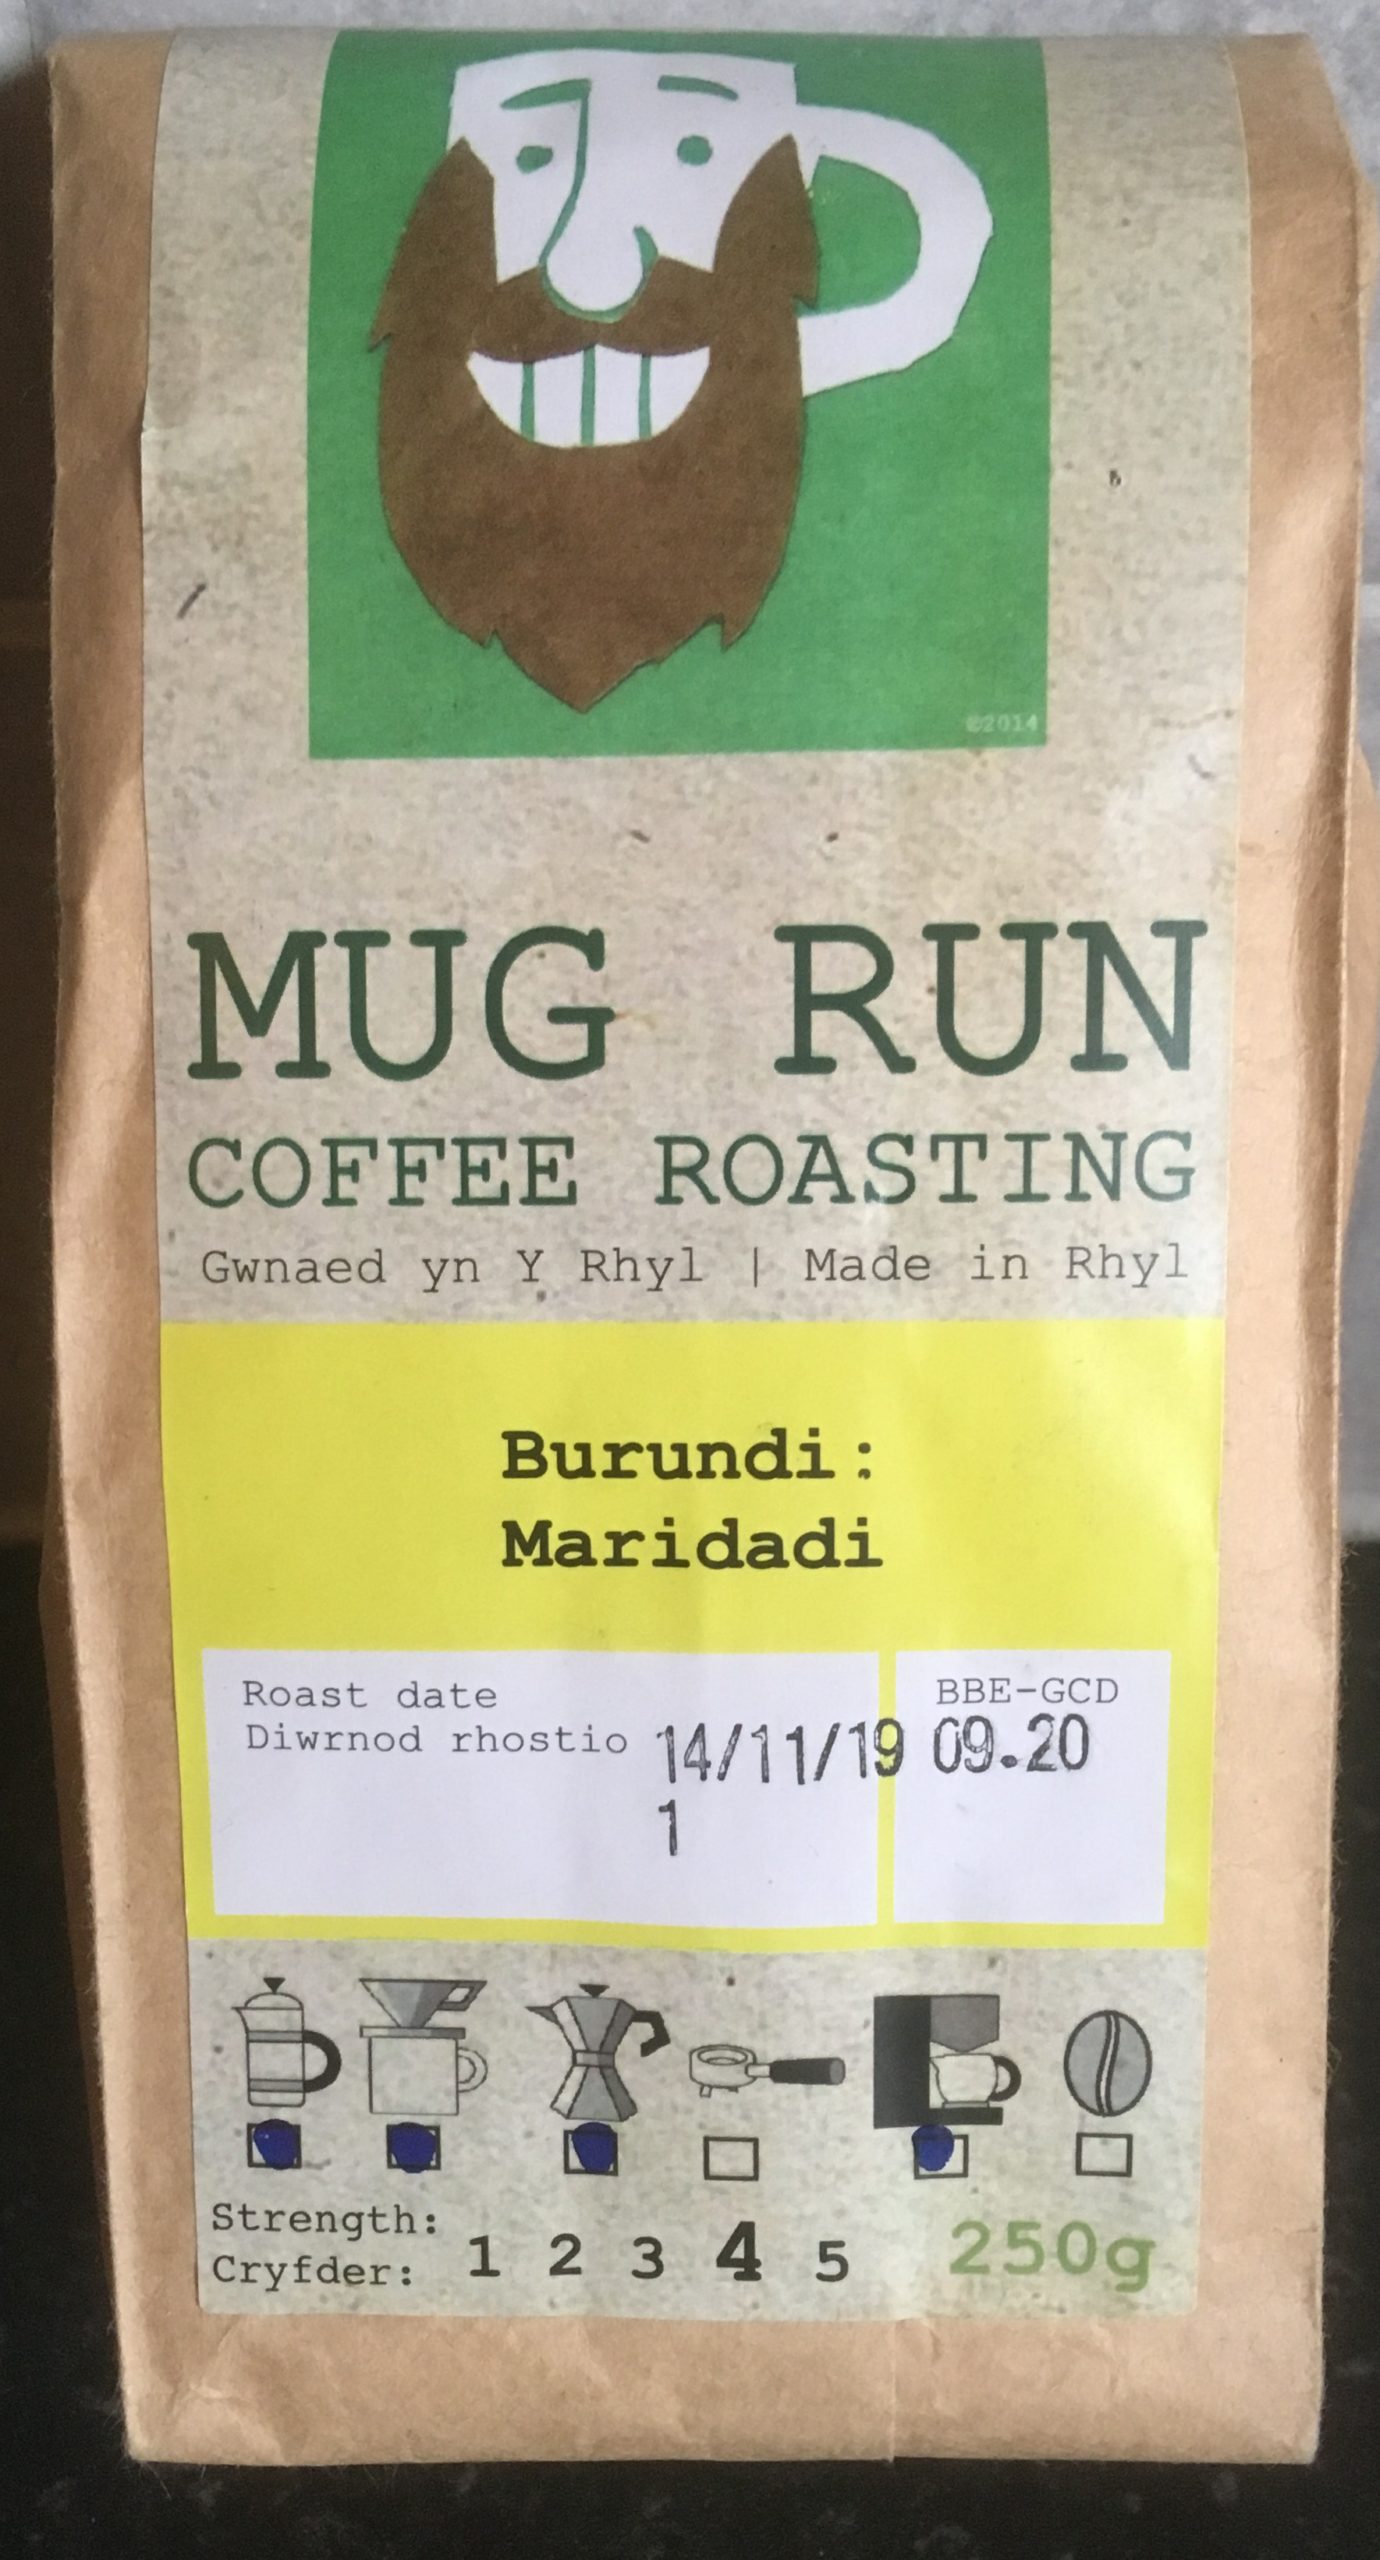 ©2014
MUG RUN
COFFEE ROASTING
Gwnaed yn Y Rhyl | Made in Rhyl
Burundi:
Maridadi
Roast date
Diwrnod rhostio 14/11/19
1
BBE-GCD
09.20
Strength:
Cryfder: 1 2 3 4 5
250g